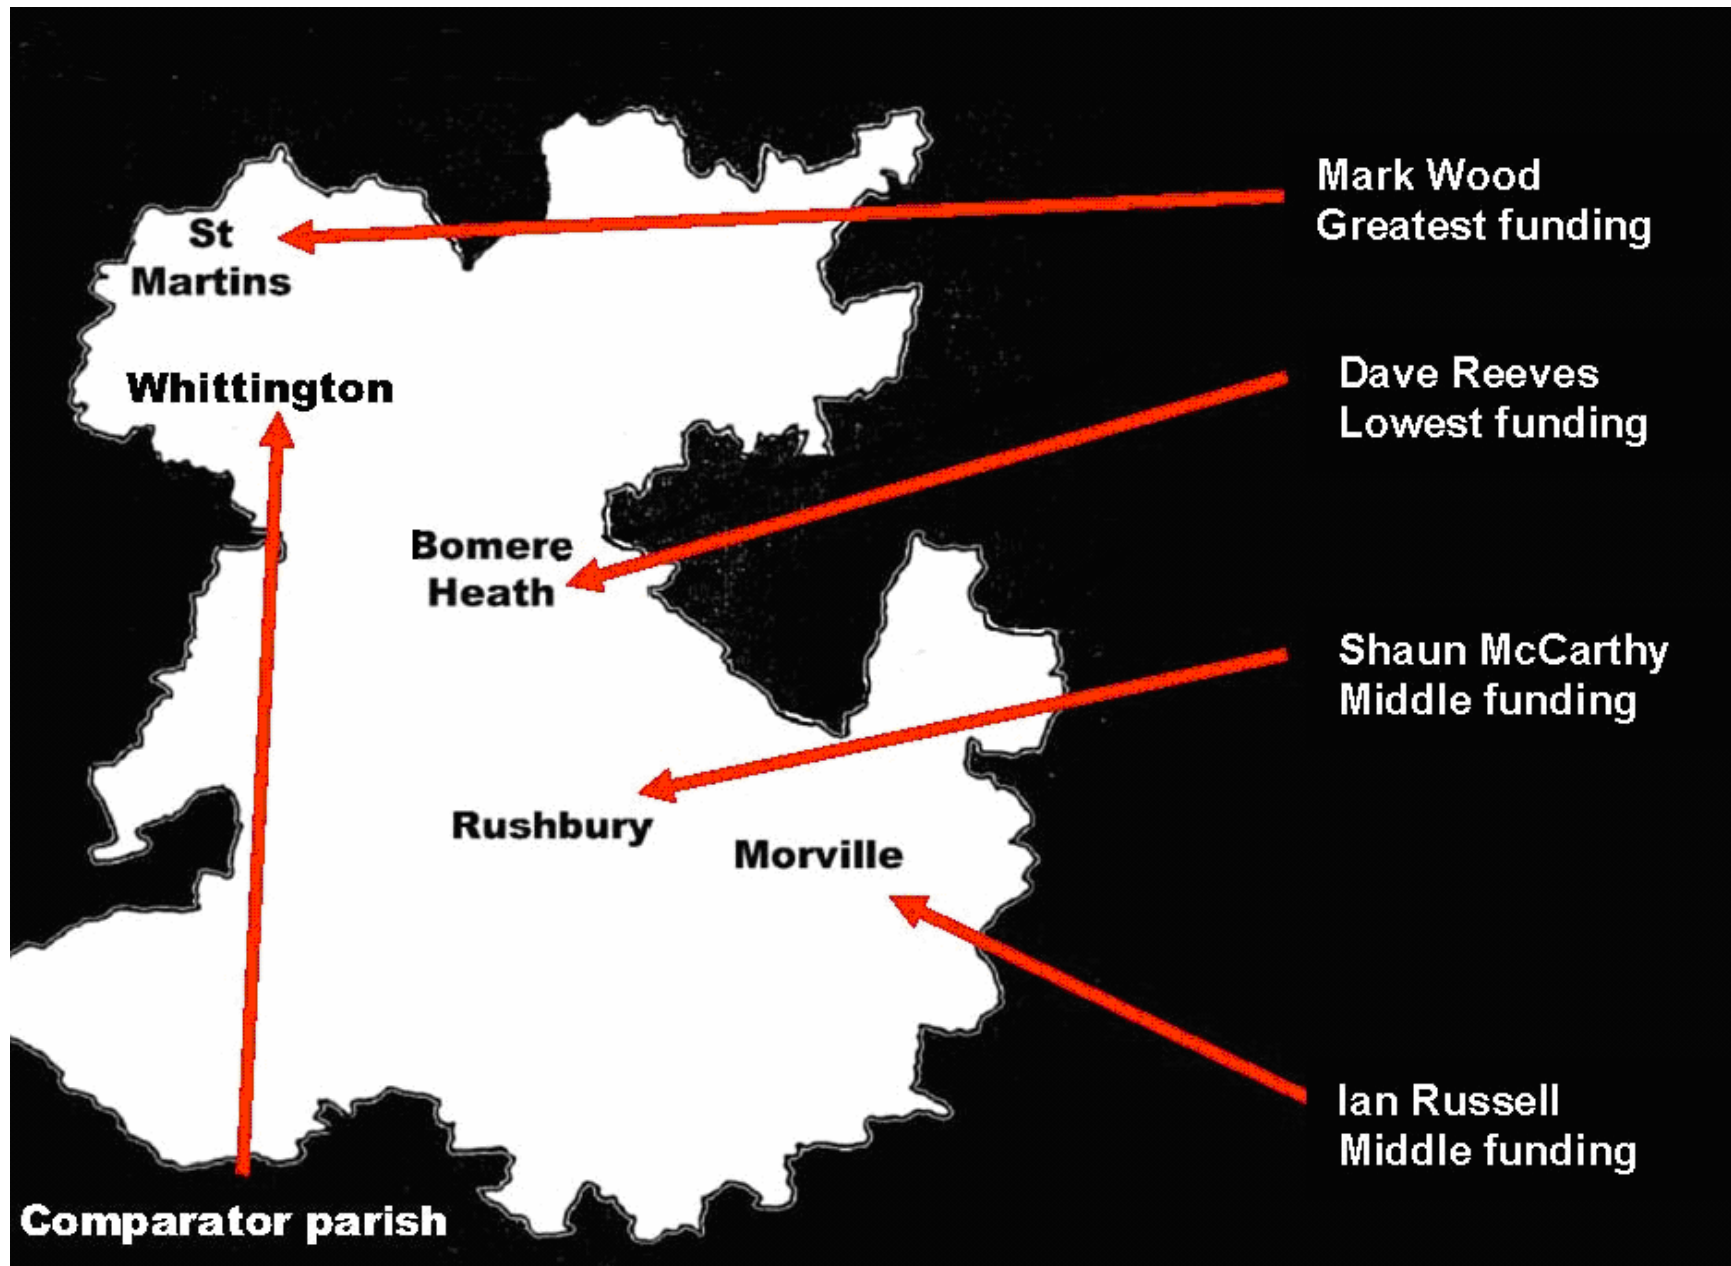 Mark Wood
Greatest funding
St
Martins
Dave Reeves
Lowest funding
Whittington
Bomere
Heath
Shaun McCarthy
Middle funding
Rushbury
Morville
Ian Russell
Middle funding
Comparator parish